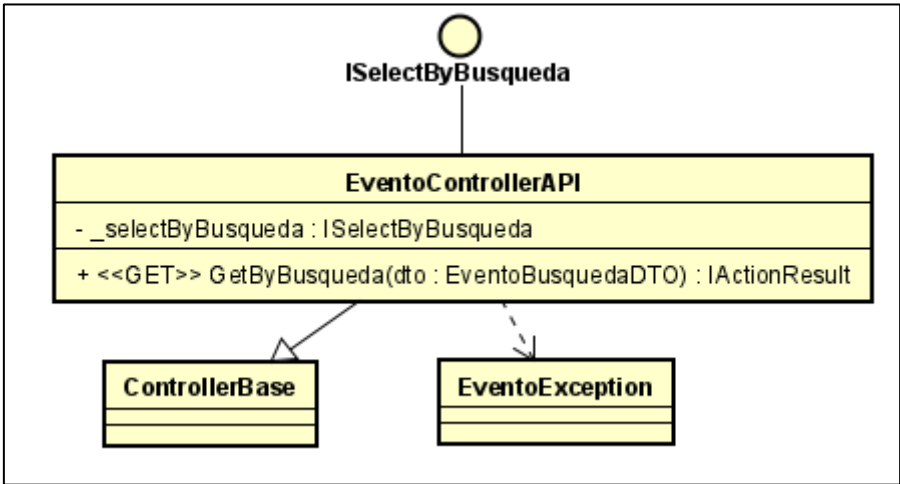 ISelectByBusqueda
EventoControllerAPI
- _selectByBusqueda : ISelectByBusqueda
+ <<GET>> GetByBusqueda(dto : EventoBusquedaDTO) : IActionResult
ControllerBase
EventoException